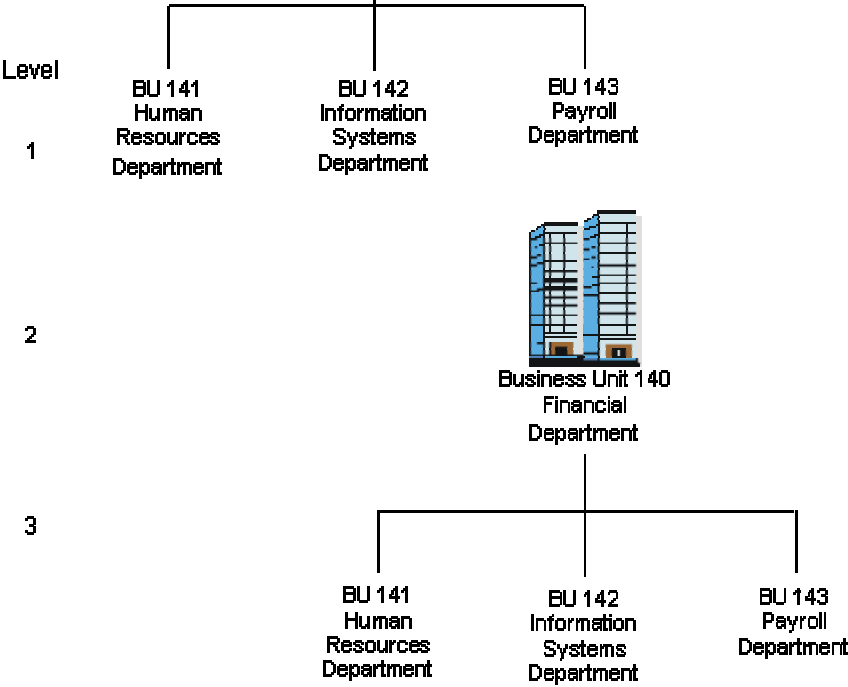 Level
BU 141
Human
Resources
Department
BU 142
Information
Systems
Department
BU 143
Payroll
Department
1
2
Business Unit 140
Financial
Department
3
BU 141
Human
Resources
Department
BU 142
Information
Systems
Department
BU 143
Payroll
Department